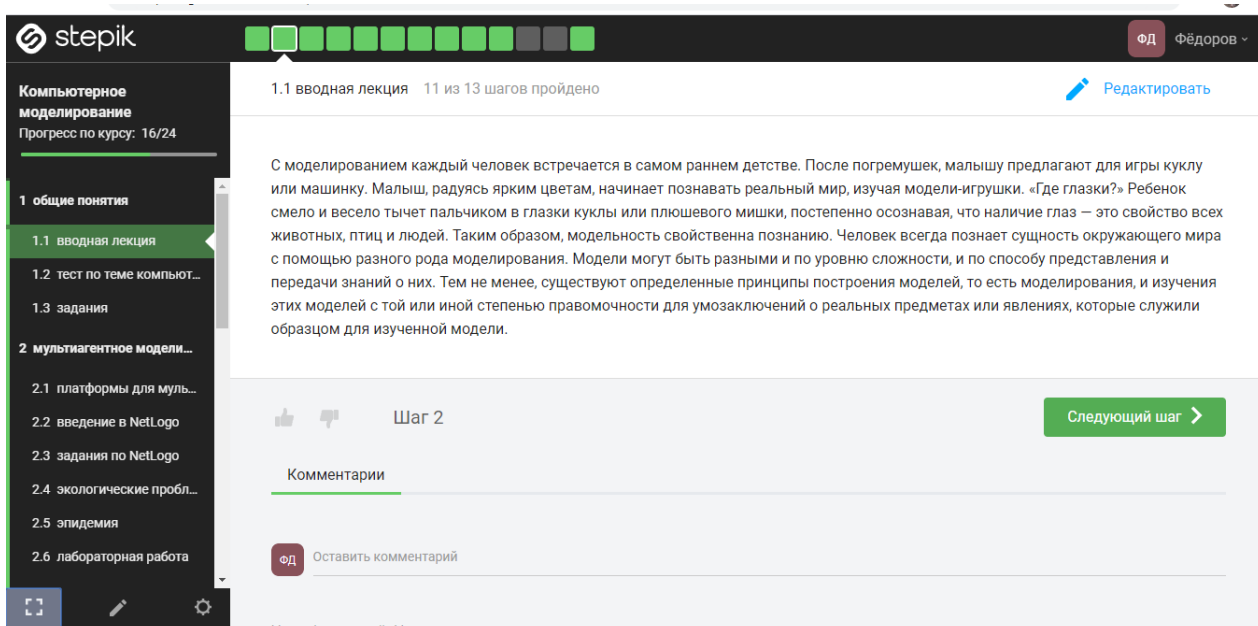 stepik
ФД Фёдоров
Компьютерное
моделирование
Прогресс по курсу: 16/24
1 общие понятия
1.1 вводная лекция
1.2 тест по теме компьют...
1.3 задания
2 мультиагентное модели...
2.1 платформы для муль...
2.2 введение в NetLogo
2.3 задания по NetLogo
2.4 экологические пробл...
2.5 эпидемия
2.6 лабораторная работа
1.1 вводная лекция 11 из 13 шагов пройдено
Редактировать
С моделированием каждый человек встречается в самом раннем детстве. После погремушек, малышу предлагают для игры куклу
или машинку. Малыш, радуясь ярким цветам, начинает познавать реальный мир, изучая модели-игрушки. «Где глазки?» Ребенок
смело и весело тычет пальчиком в глазки куклы или плюшевого мишки, постепенно осознавая, что наличие глаз — это свойство всех
животных, птиц и людей. Таким образом, модельность свойственна познанию. Человек всегда познает сущность окружающего мира
с помощью разного рода моделирования. Модели могут быть разными и по уровню сложности, и по способу представления и
передачи знаний о них. Тем не менее, существуют определенные принципы построения моделей, то есть моделирования, и изучения
этих моделей с той или иной степенью правомочности для умозаключений о реальных предметах или явлениях, которые служили
образцом для изученной модели.
Шаг 2
Следующий шаг
Комментарии
ФД Оставить комментарий